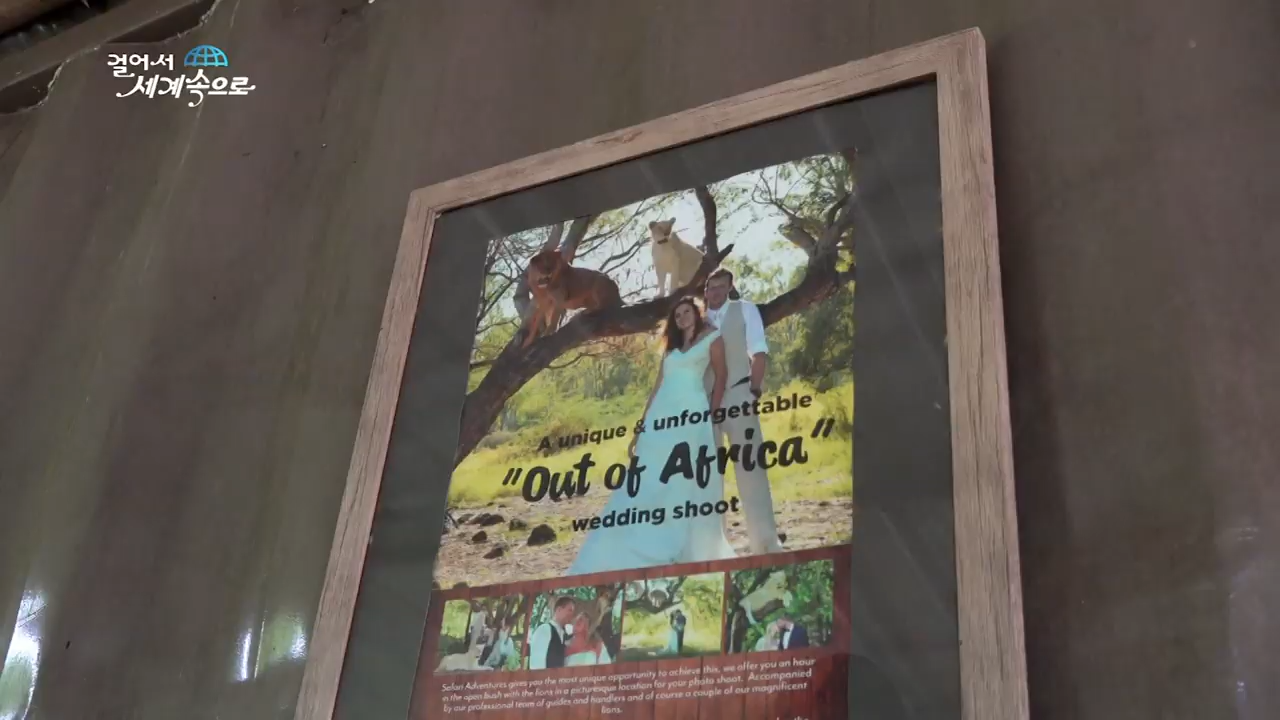 걸어서
세계속으로
A unique & unforgettable
"Out of Africa"
wedding shoot
Safari Adventures gives you the most unique opportunity to achieve this, we offer you an hour
in the open bush with the lions in a picturesque location for your photo shoot. Accompanied
by our professional team of guides and handlers and of course a couple of our magnificent
lions.